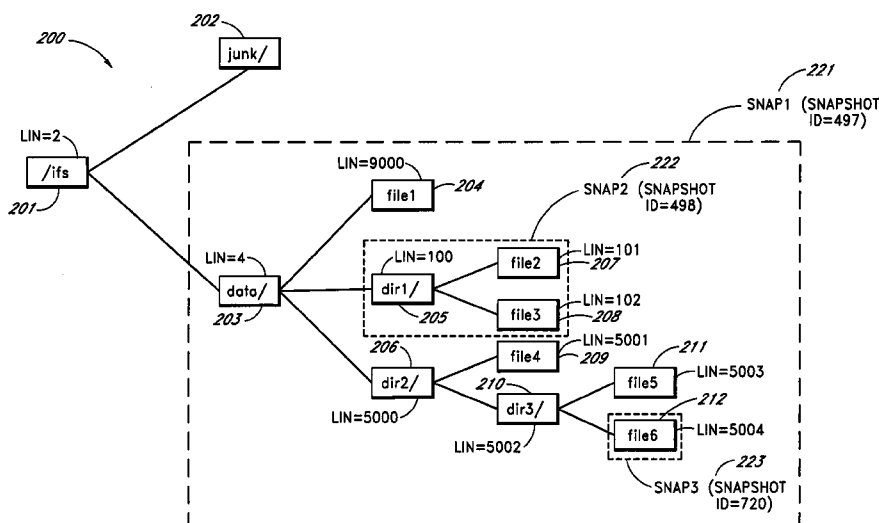 200
202
junk/
221
SNAP1 (SNAPSHOT
ID=497)
LIN=2
/ifs
201
LIN=9000
file1
204
222
SNAP2 (SNAPSHOT
ID=498)
LIN=4
data/
203
LIN=100
dir1/
205
file2
LIN=101
207
file3
LIN=102
208
206
dir2/
LIN=5000
file4
LIN=5001
209
210
dir3/
LIN=5002
211
file5
LIN=5003
212
file6
LIN=5004
223
SNAP3 (SNAPSHOT
ID=720)